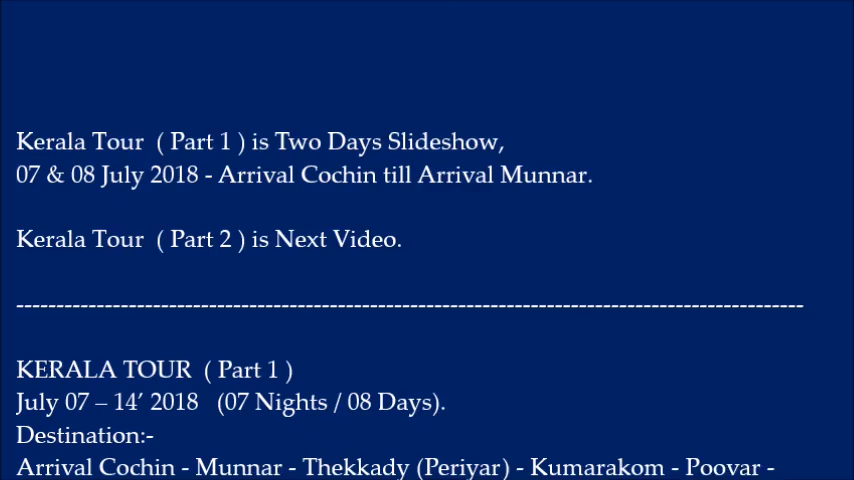 Kerala Tour  ( Part 1 ) is Two Days Slideshow,
07 & 08 July 2018 - Arrival Cochin till Arrival Munnar.
Kerala Tour  ( Part 2 ) is Next Video.
--------------------------------------------------------------------------------------------------
KERALA TOUR  ( Part 1 )
July 07 – 14’ 2018   (07 Nights / 08 Days).
Destination:-
Arrival Cochin - Munnar - Thekkady (Periyar) - Kumarakom - Poovar -